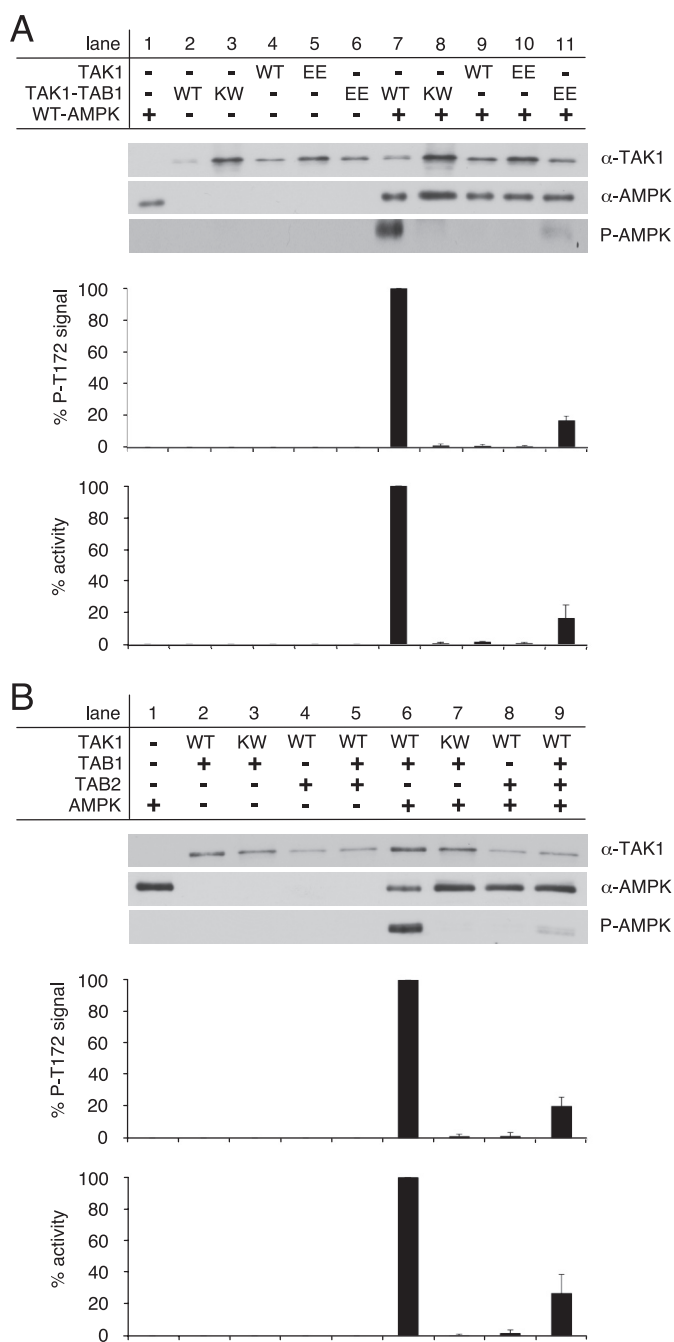 A
lane 1 2 3 4 5 6 7 8 9 10 11
TAK1 - - - WT EE - - - WT EE -
TAK1-TAB1 - WT KW - - EE WT KW - - EE
WT-AMPK + - - - - - + + + + +
α-TAK1
α-AMPK
P-AMPK
% P-T172 signal
100
80
60
40
20
0
% activity
100
80
60
40
20
0
B
lane 1 2 3 4 5 6 7 8 9
TAK1 - WT KW WT WT WT KW WT WT
TAB1 - + + - + + + - +
TAB2 - - - + + - - + +
AMPK + - - - - + + + +
α-TAK1
α-AMPK
P-AMPK
% P-T172 signal
100
80
60
40
20
0
% activity
100
80
60
40
20
0